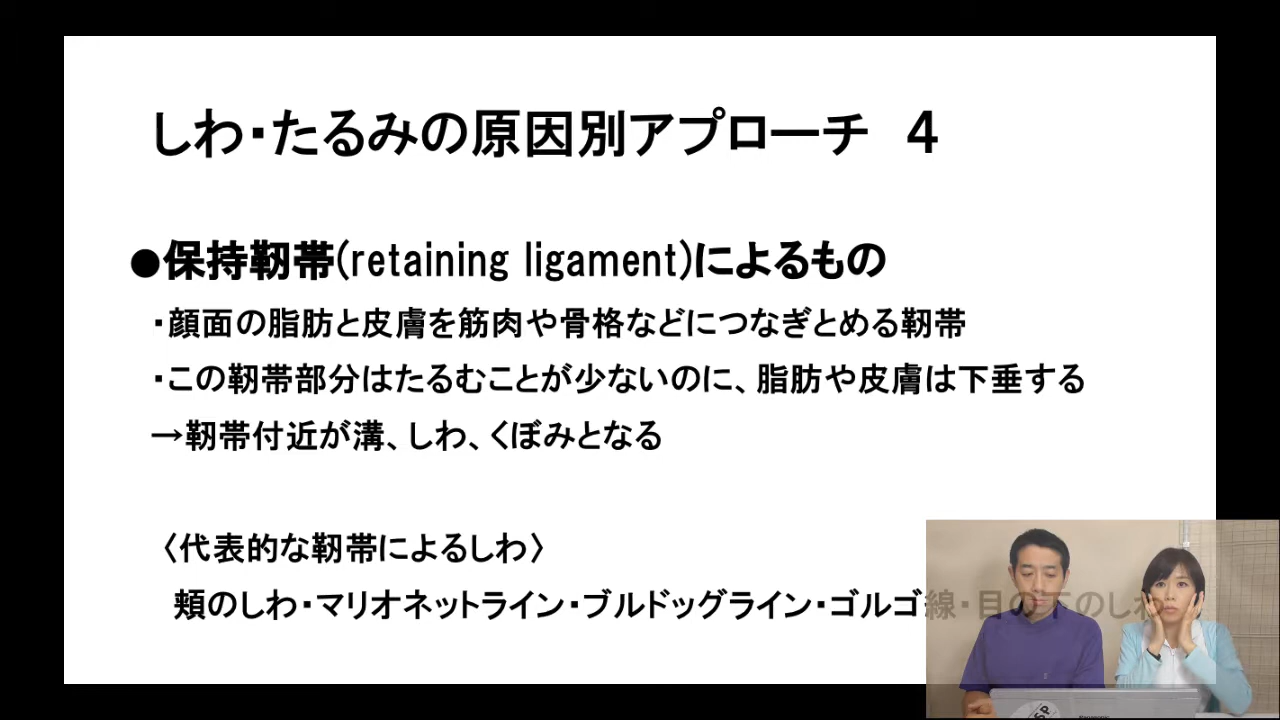 しわ・たるみの原因別アプローチ　４
●保持靭帯(retaining ligament)によるもの
・顔面の脂肪と皮膚を筋肉や骨格などにつなぎとめる靭帯
・この靭帯部分はたるむことが少ないのに、脂肪や皮膚は下垂する
→靭帯付近が溝、しわ、くぼみとなる
〈代表的な靭帯によるしわ〉
頬のしわ・マリオネットライン・ブルドッグライン・ゴルゴ線・目の下のしわ